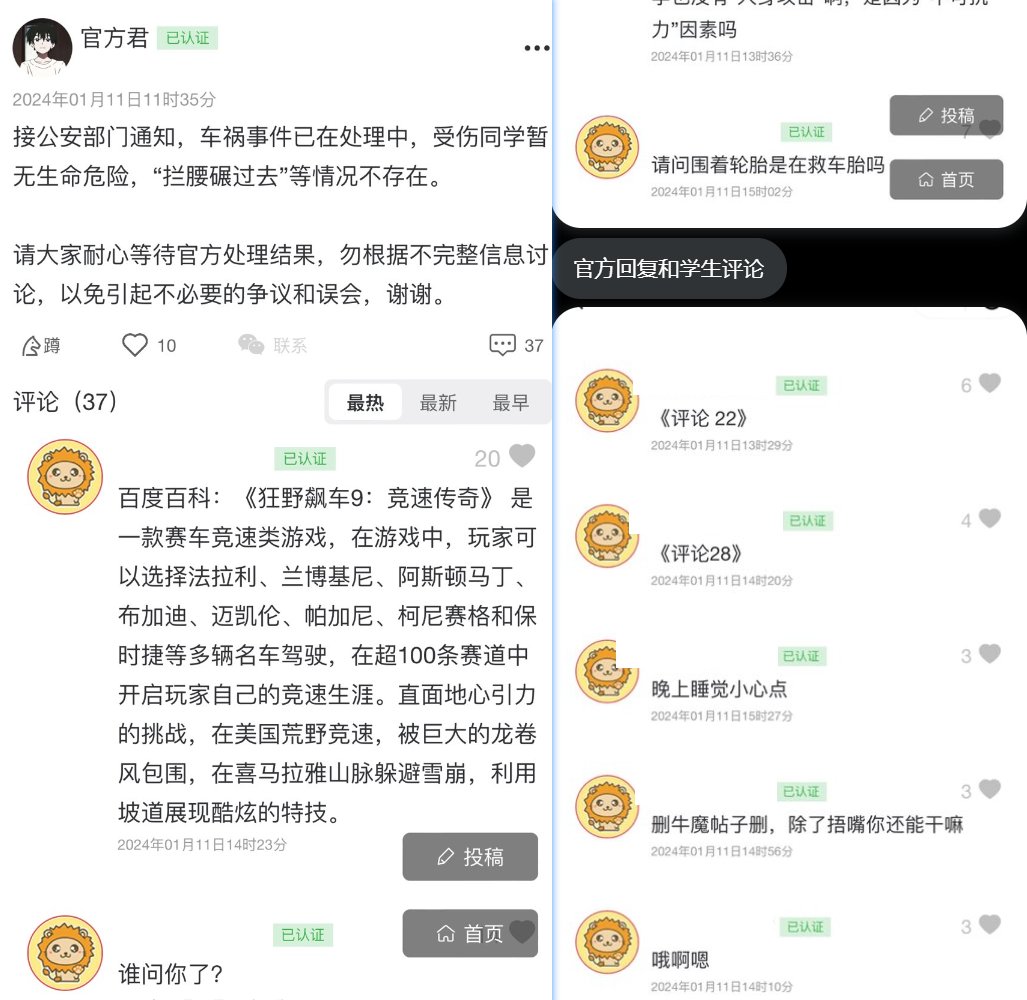 官方君 已认证
2024年01月11日11时35分
接公安部门通知，车祸事件已在处理中，受伤同学暂
无生命危险，“拦腰碾过去”等情况不存在。
请大家耐心等待官方处理结果，勿根据不完整信息讨
论，以免引起不必要的争议和误会，谢谢。
蹲 10 联系 37
评论（37） 最热 最新 最早
已认证 20
百度百科：《狂野飙车9：竞速传奇》 是
一款赛车竞速类游戏，在游戏中，玩家可
以选择法拉利、兰博基尼、阿斯顿马丁、
布加迪、迈凯伦、帕加尼、柯尼赛格和保
时捷等多辆名车驾驶，在超100条赛道中
开启玩家自己的竞速生涯。直面地心引力
的挑战，在美国荒野竞速，被巨大的龙卷
风包围，在喜马拉雅山脉躲避雪崩，利用
坡道展现酷炫的特技。
2024年01月11日14时23分
投稿
已认证
首页
谁问你了？
力”因素吗
2024年01月11日13时36分
已认证
投稿
7
请问围着轮胎是在救车胎吗
首页
2024年01月11日15时02分
官方回复和学生评论
已认证 6
《评论 22》
2024年01月11日13时29分
已认证 4
《评论28》
2024年01月11日14时20分
已认证 3
晚上睡觉小心点
2024年01月11日15时27分
已认证 3
删牛魔帖子删，除了捂嘴你还能干嘛
2024年01月11日14时56分
已认证 3
哦啊嗯
2024年01月11日14时10分